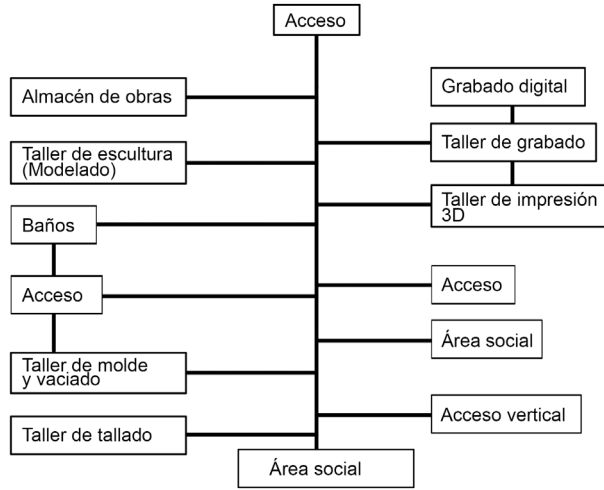 Acceso
Almacén de obras
Taller de escultura
(Modelado)
Baños
Acceso
Taller de molde
y vaciado
Taller de tallado
Grabado digital
Taller de grabado
Taller de impresión
3D
Acceso
Área social
Acceso vertical
Área social